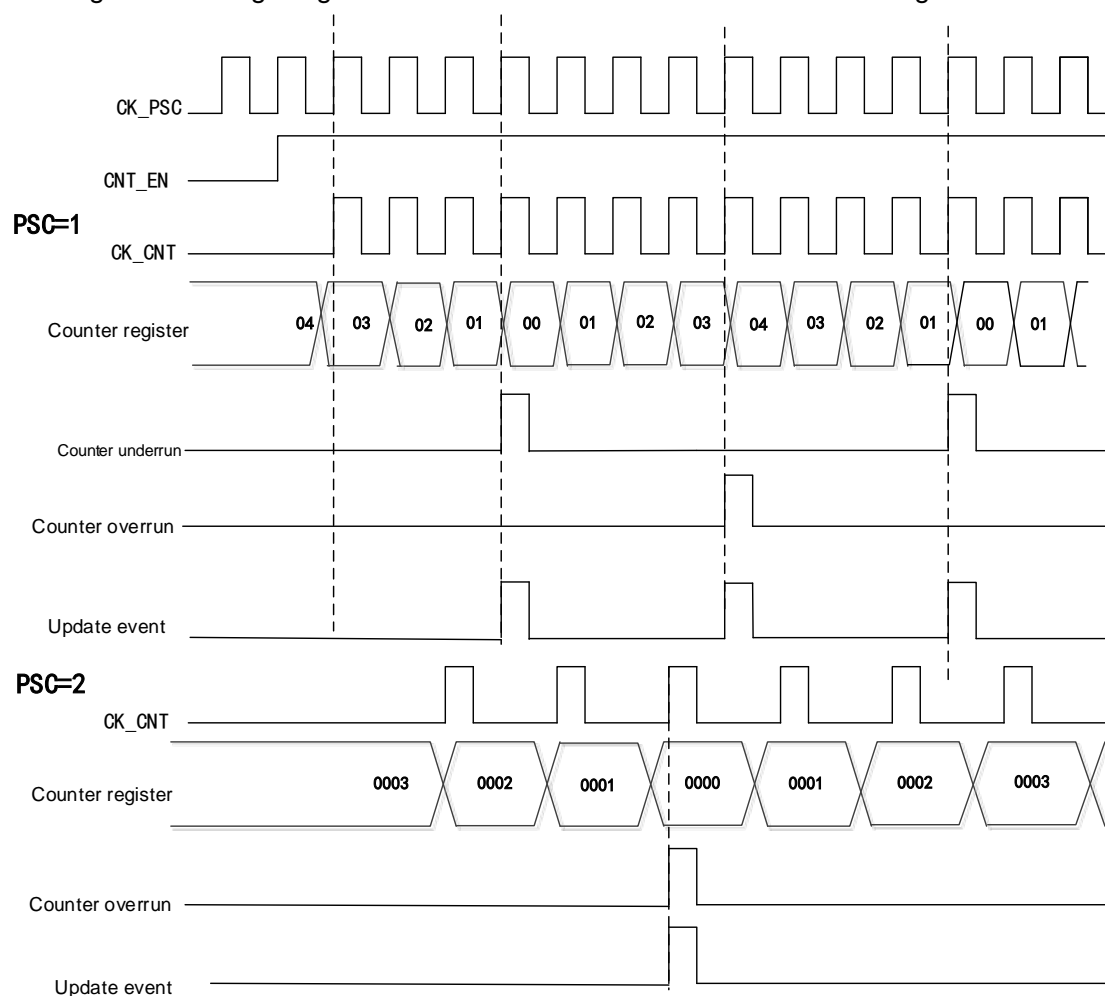 CK_PSC
CNT_EN
PSC=1
CK_CNT
Counter register 04 03 02 01 00 01 02 03 04 03 02 01 00 01
Counter underrun
Counter overrun
Update event
PSC=2
CK_CNT
Counter register 0003 0002 0001 0000 0001 0002 0003
Counter overrun
Update event